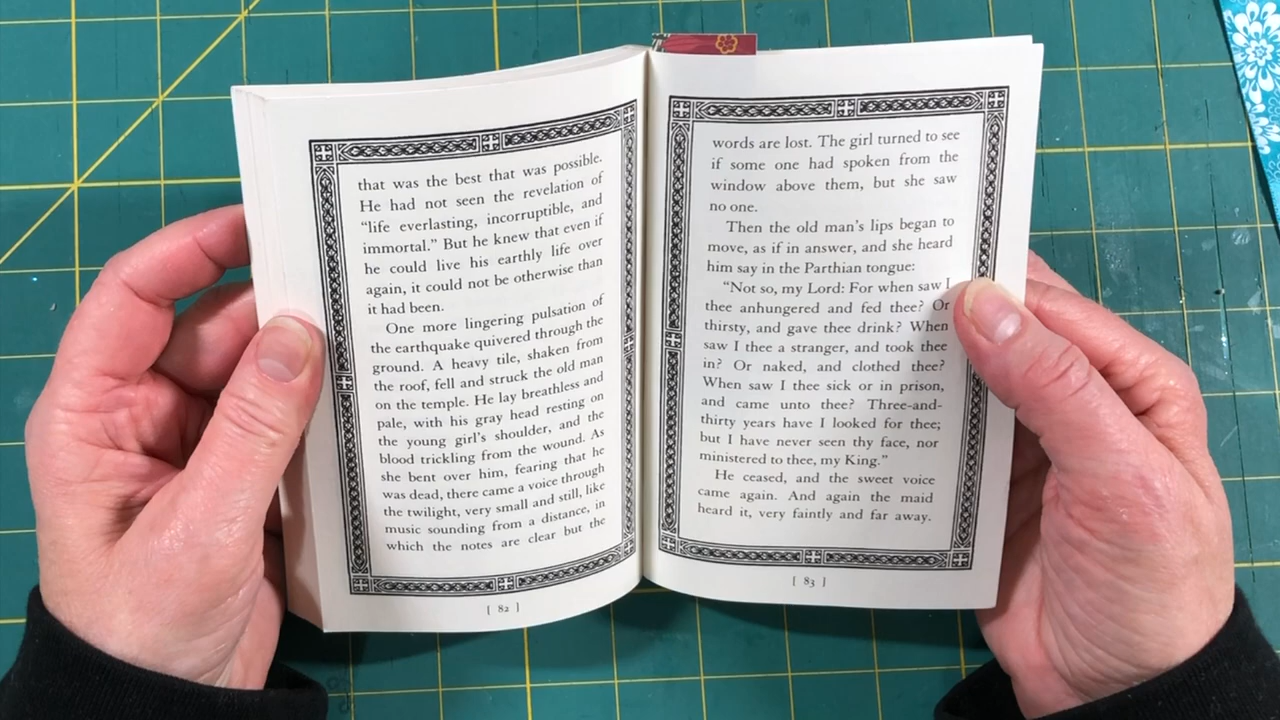 that was the best that was possible.
He had not seen the revelation of
“life everlasting, incorruptible, and
immortal.” But he knew that even if
he could live his earthly life over
again, it could not be otherwise than
it had been.
One more lingering pulsation of
the earthquake quivered through the
ground. A heavy tile, shaken from
the roof, fell and struck the old man
on the temple. He lay breathless and
pale, with his gray head resting on
the young girl’s shoulder, and the
blood trickling from the wound. As
she bent over him, fearing that he
was dead, there came a voice through
the twilight, very small and still, like
music sounding from a distance, in
which the notes are clear but the
[ 82 ]
words are lost. The girl turned to see
if some one had spoken from the
window above them, but she saw
no one.
Then the old man’s lips began to
move, as if in answer, and she heard
him say in the Parthian tongue:
“Not so, my Lord: For when saw I
thee anhungered and fed thee? Or
thirsty, and gave thee drink? When
saw I thee a stranger, and took thee
in? Or naked, and clothed thee?
When saw I thee sick or in prison,
and came unto thee? Three-and-
thirty years have I looked for thee;
but I have never seen thy face, nor
ministered to thee, my King.”
He ceased, and the sweet voice
came again. And again the maid
heard it, very faintly and far away.
[ 83 ]